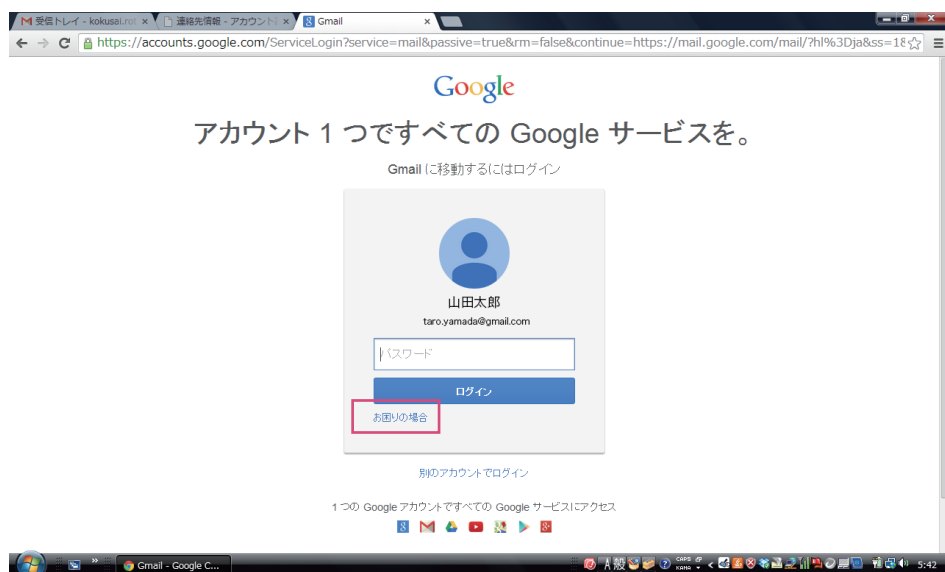 受信トレイ - kokusai.rot
連絡先情報 - アカウント
Gmail
https://accounts.google.com/ServiceLogin?service=mail&passive=true&rm=false&continue=https://mail.google.com/mail/?hl%3Dja&ss=18
Google
アカウント 1 つですべての Google サービスを。
Gmail に移動するにはログイン
山田太郎
taro.yamada@gmail.com
パスワード
ログイン
お困りの場合
別のアカウントでログイン
1 つの Google アカウントですべての Google サービスにアクセス
Gmail - Google C...
A 般
CAPS
KANA
5:42